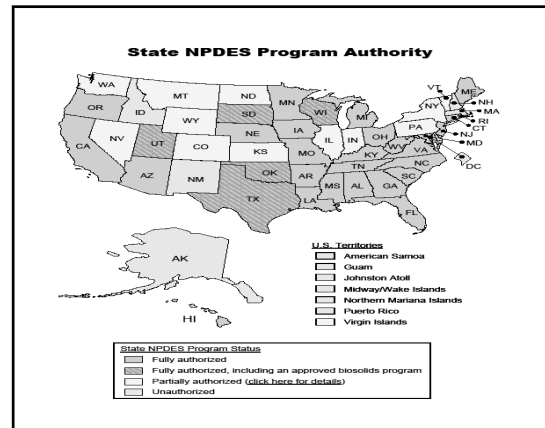 State NPDES Program Authority
WA
OR
CA
NV
ID
MT
WY
UT
AZ
CO
NM
ND
SD
NE
KS
OK
TX
MN
IA
MO
AR
LA
WI
IL
MI
IN
OH
KY
TN
MS
AL
GA
FL
SC
NC
VA
WV
PA
NY
VT
ME
NH
MA
RI
CT
NJ
MD
DC
AK
HI
U.S. Territories
American Samoa
Guam
Johnston Atoll
Midway/Wake Islands
Northern Mariana Islands
Puerto Rico
Virgin Islands
State NPDES Program Status
Fully authorized
Fully authorized, including an approved biosolids program
Partially authorized (click here for details)
Unauthorized